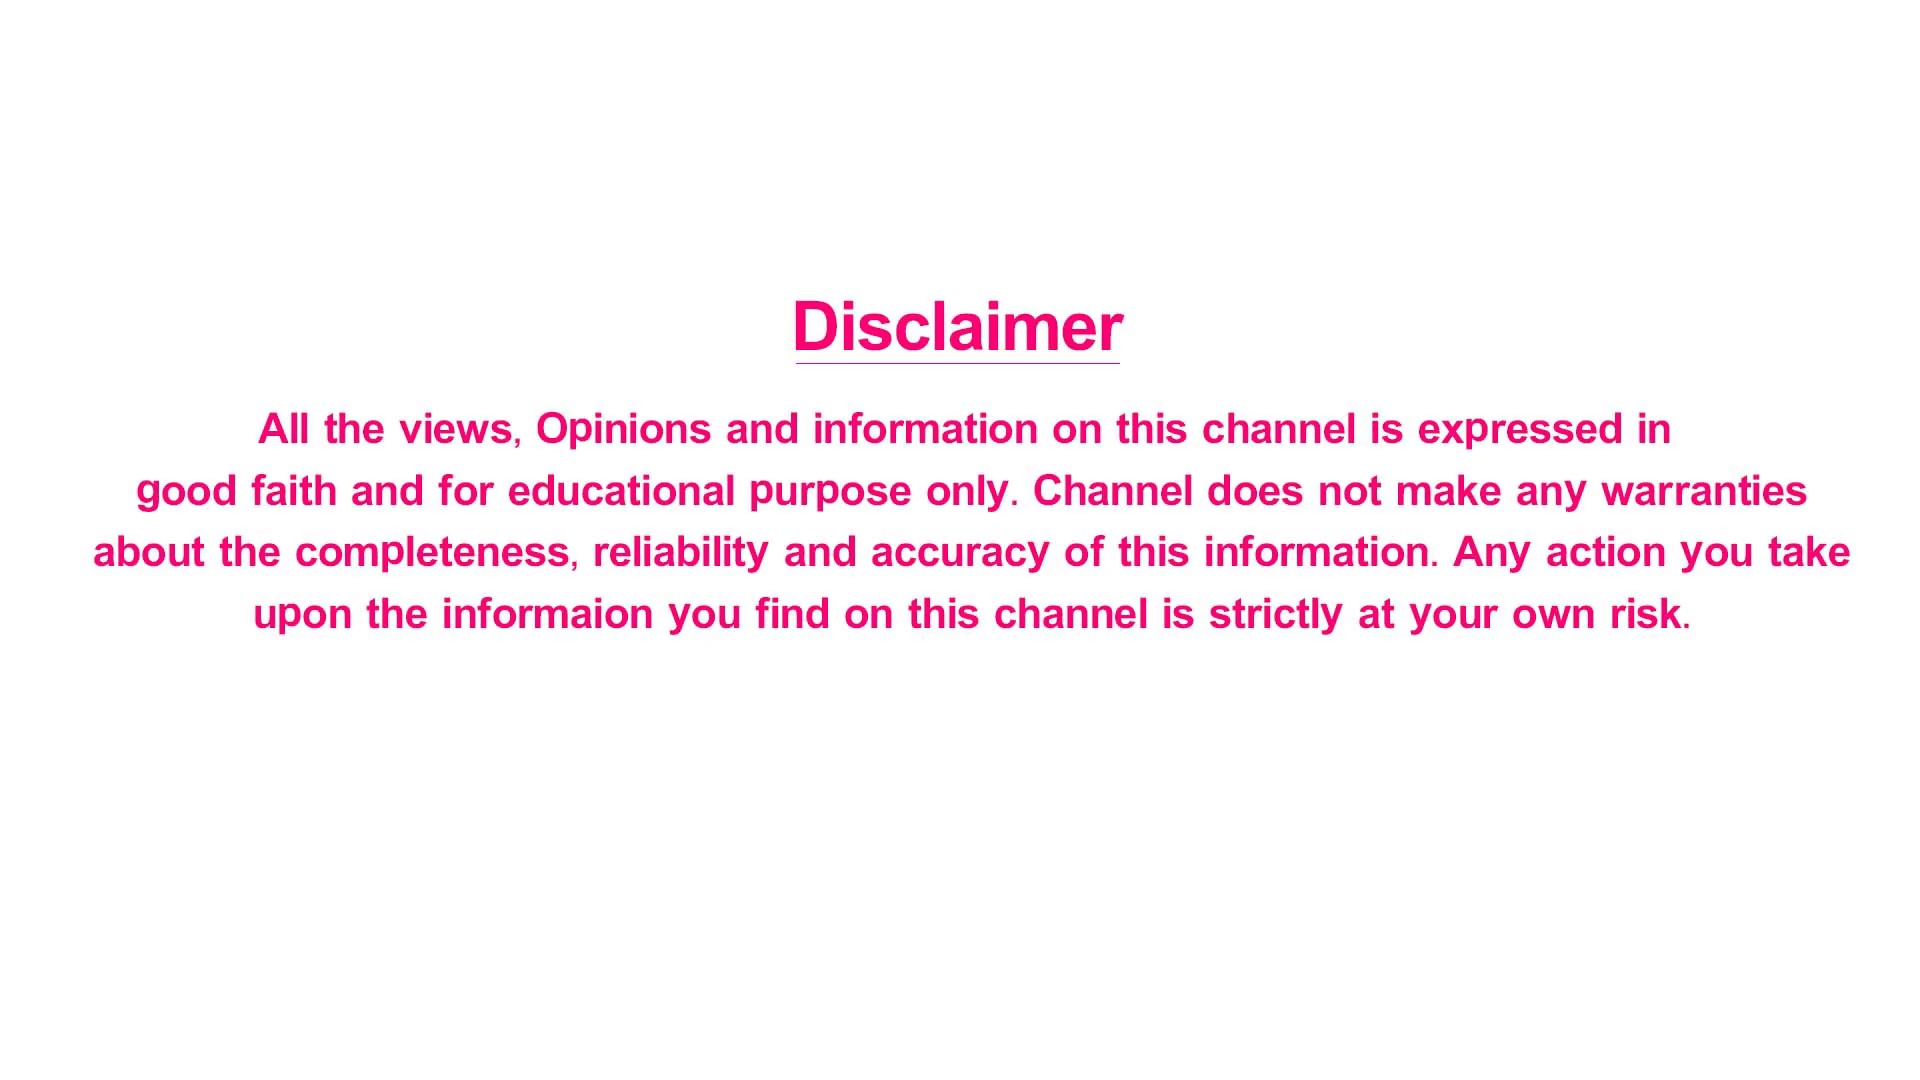 Disclaimer
All the views, Opinions and information on this channel is expressed in
good faith and for educational purpose only. Channel does not make any warranties
about the completeness, reliability and accuracy of this information. Any action you take
upon the informaion you find on this channel is strictly at your own risk.